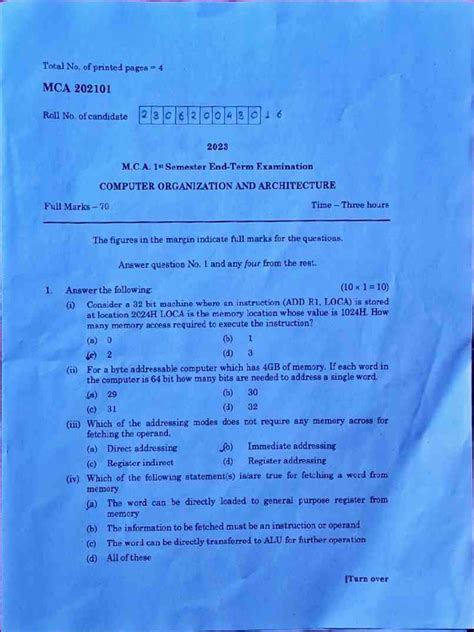 Total No. of printed pages = 4
MCA 202101
Roll No. of candidate 2 3 0 6 2 0 0 4 3 0 1 6
2023
M.C.A. 1st Semester End-Term Examination
COMPUTER ORGANIZATION AND ARCHITECTURE
Full Marks – 70 Time – Three hours
The figures in the margin indicate full marks for the questions.
Answer question No. 1 and any four from the rest.
1. Answer the following: (10 × 1 = 10)
(i) Consider a 32 bit machine where an instruction (ADD R1, LOCA) is stored
at location 2024H LOCA is the memory location whose value is 1024H. How
many memory access required to execute the instruction?
(a) 0 (b) 1
(c) 2 (d) 3
(ii) For a byte addressable computer which has 4GB of memory. If each word in
the computer is 64 bit how many bits are needed to address a single word.
(a) 29 (b) 30
(c) 31 (d) 32
(iii) Which of the addressing modes does not require any memory across for
fetching the operand.
(a) Direct addressing (b) Immediate addressing
(c) Register indirect (d) Register addressing
(iv) Which of the following statement(s) is/are true for fetching a word from
memory
(a) The word can be directly loaded to general purpose register from
memory
(b) The information to be fetched must be an instruction or operand
(c) The word can be directly transferred to ALU for further operation
(d) All of these
[Turn over